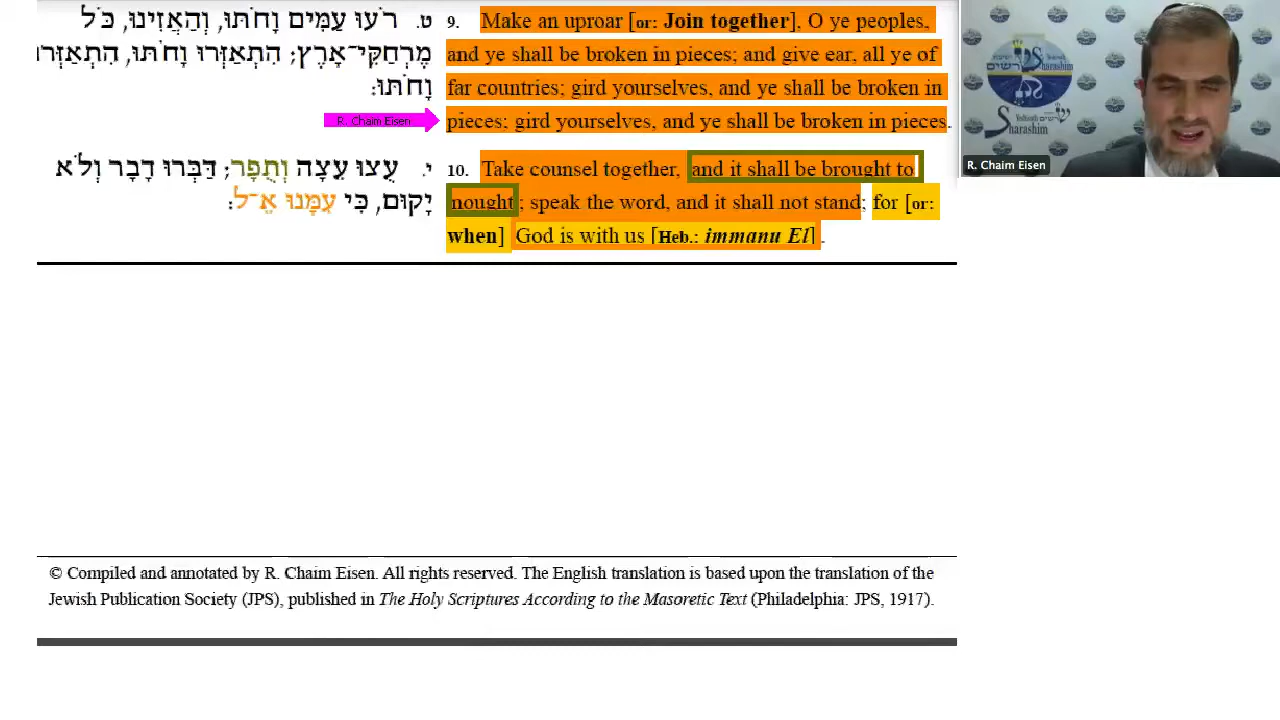 ט. רֹעוּ עַמִּים וָחֹתּוּ, וְהַאֲזִינוּ, כֹּל
מֶרְחַקֵּי־אָרֶץ; הִתְאַזְּרוּ וָחֹתּוּ, הִתְאַזְּרוּ
וָחֹתּוּ:
9. Make an uproar [or: Join together], O ye peoples,
and ye shall be broken in pieces; and give ear, all ye of
far countries; gird yourselves, and ye shall be broken in
pieces; gird yourselves, and ye shall be broken in pieces.
R. Chaim Eisen
י. עֻצוּ עֵצָה וְתֻפָר; דַּבְּרוּ דָבָר וְלֹא
יָקוּם, כִּי עִמָּנוּ אֵ־ל:
10. Take counsel together, and it shall be brought to
nought; speak the word, and it shall not stand; for [or:
when] God is with us [Heb.: immanu El].
© Compiled and annotated by R. Chaim Eisen. All rights reserved. The English translation is based upon the translation of the
Jewish Publication Society (JPS), published in The Holy Scriptures According to the Masoretic Text (Philadelphia: JPS, 1917).
Yeshivat
Sharashim
שרשים
Yeshivat
Sharashim
R. Chaim Eisen